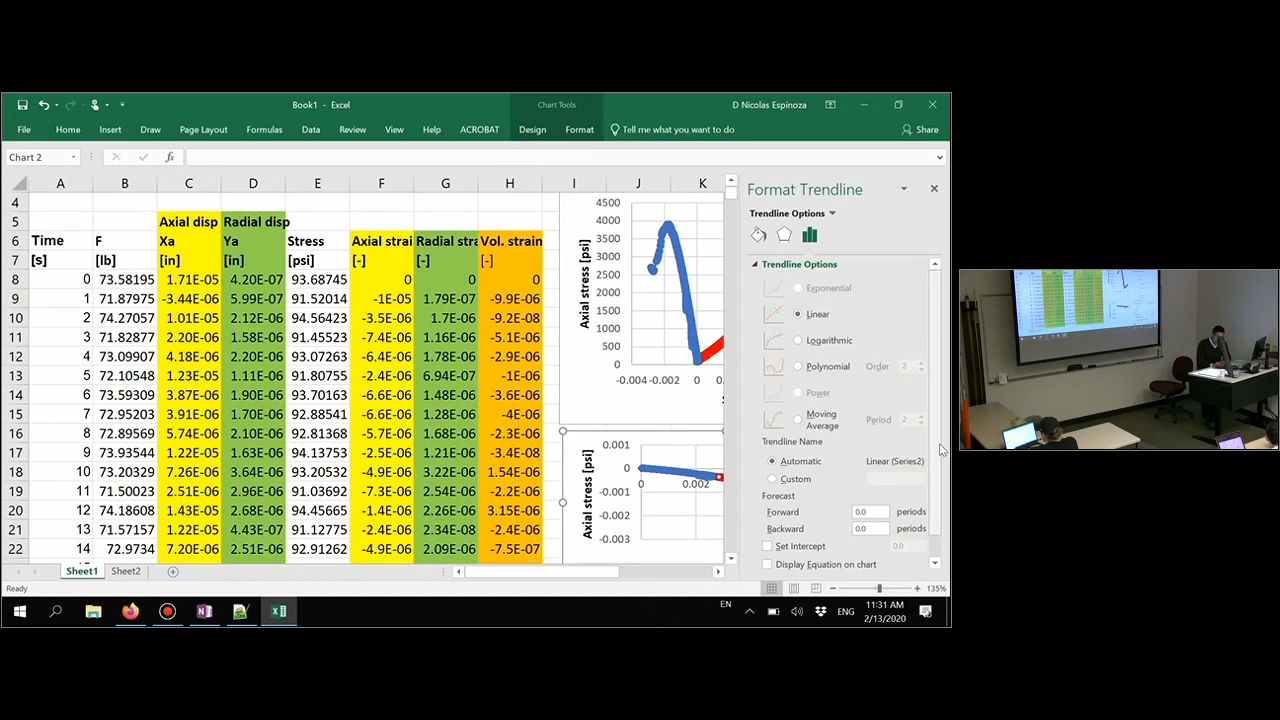 Book1 - Excel
Chart Tools
D Nicolas Espinoza
File Home Insert Draw Page Layout Formulas Data Review View Help ACROBAT Design Format Tell me what you want to do Share
Chart 2 fx
A B C D E F G H I J K
4
5 Axial disp Radial disp
6 Time F Xa Ya Stress Axial strai Radial stra Vol. strain
7 [s] [lb] [in] [in] [psi] [-] [-] [-]
8 0 73.58195 1.71E-05 4.20E-07 93.68745 0 0 0
9 1 71.87975 -3.44E-06 5.99E-07 91.52014 -1E-05 1.79E-07 -9.9E-06
10 2 74.27057 1.01E-05 2.12E-06 94.56423 -3.5E-06 1.7E-06 -9.2E-08
11 3 71.82877 2.20E-06 1.58E-06 91.45523 -7.4E-06 1.16E-06 -5.1E-06
12 4 73.09907 4.18E-06 2.20E-06 93.07263 -6.4E-06 1.78E-06 -2.9E-06
13 5 72.10548 1.23E-05 1.11E-06 91.80755 -2.4E-06 6.94E-07 -1E-06
14 6 73.59309 3.87E-06 1.90E-06 93.70163 -6.6E-06 1.48E-06 -3.6E-06
15 7 72.95203 3.91E-06 1.70E-06 92.88541 -6.6E-06 1.28E-06 -4E-06
16 8 72.89569 5.74E-06 2.10E-06 92.81368 -5.7E-06 1.68E-06 -2.3E-06
17 9 73.93544 1.22E-05 1.63E-06 94.13753 -2.5E-06 1.21E-06 -3.4E-08
18 10 73.20329 7.26E-06 3.64E-06 93.20532 -4.9E-06 3.22E-06 1.54E-06
19 11 71.50023 2.51E-06 2.96E-06 91.03692 -7.3E-06 2.54E-06 -2.2E-06
20 12 74.18608 1.43E-05 2.68E-06 94.45665 -1.4E-06 2.26E-06 3.15E-06
21 13 71.57157 1.22E-05 4.43E-07 91.12775 -2.4E-06 2.34E-08 -2.4E-06
22 14 72.9734 7.20E-06 2.51E-06 92.91262 -4.9E-06 2.09E-06 -7.5E-07
Axial stress [psi]
4500
4000
3500
3000
2500
2000
1500
1000
500
0
-0.004 -0.002 0
Axial stress [psi]
0.001
0
-0.001
-0.002
-0.003
0 0.002
Format Trendline
Trendline Options
Trendline Options
Exponential
Linear
Logarithmic
Polynomial Order 2
Power
Moving Average Period 2
Trendline Name
Automatic Linear (Series2)
Custom
Forecast
Forward 0.0 periods
Backward 0.0 periods
Set Intercept 0.0
Display Equation on chart
Sheet1 Sheet2
Ready
135%
EN
ENG
11:31 AM
2/13/2020